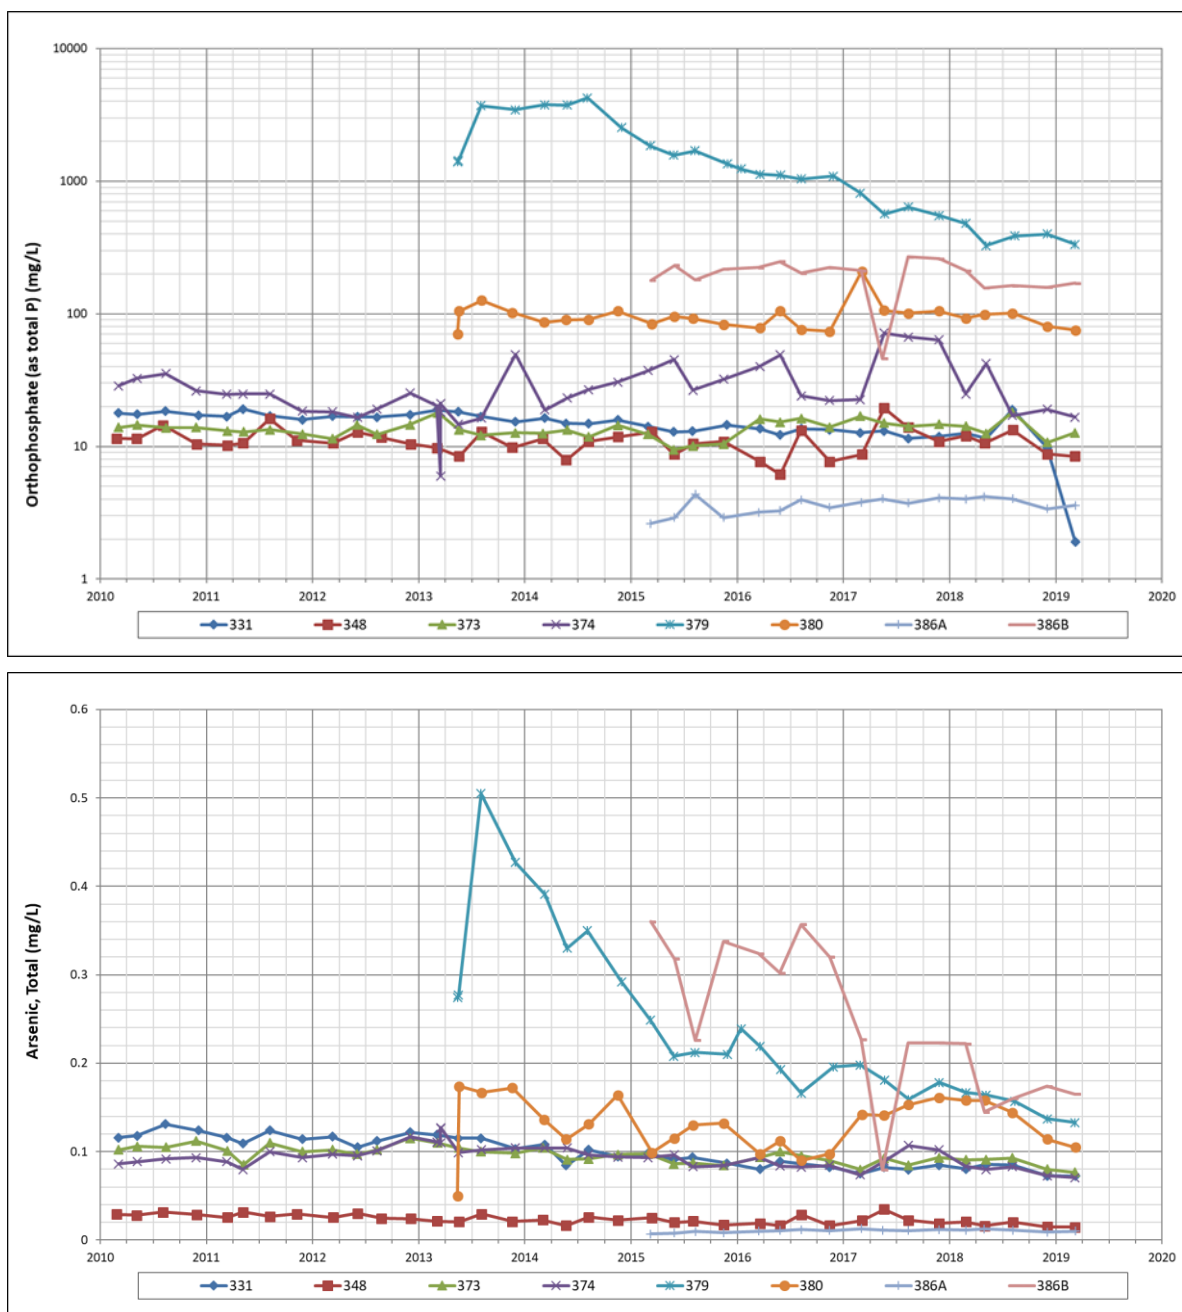 Orthophosphate (as total P) (mg/L)
10000
1000
100
10
1
2010 2011 2012 2013 2014 2015 2016 2017 2018 2019 2020
331 348 373 374 379 380 386A 386B
Arsenic, Total (mg/L)
0.6
0.5
0.4
0.3
0.2
0.1
0
2010 2011 2012 2013 2014 2015 2016 2017 2018 2019 2020
331 348 373 374 379 380 386A 386B